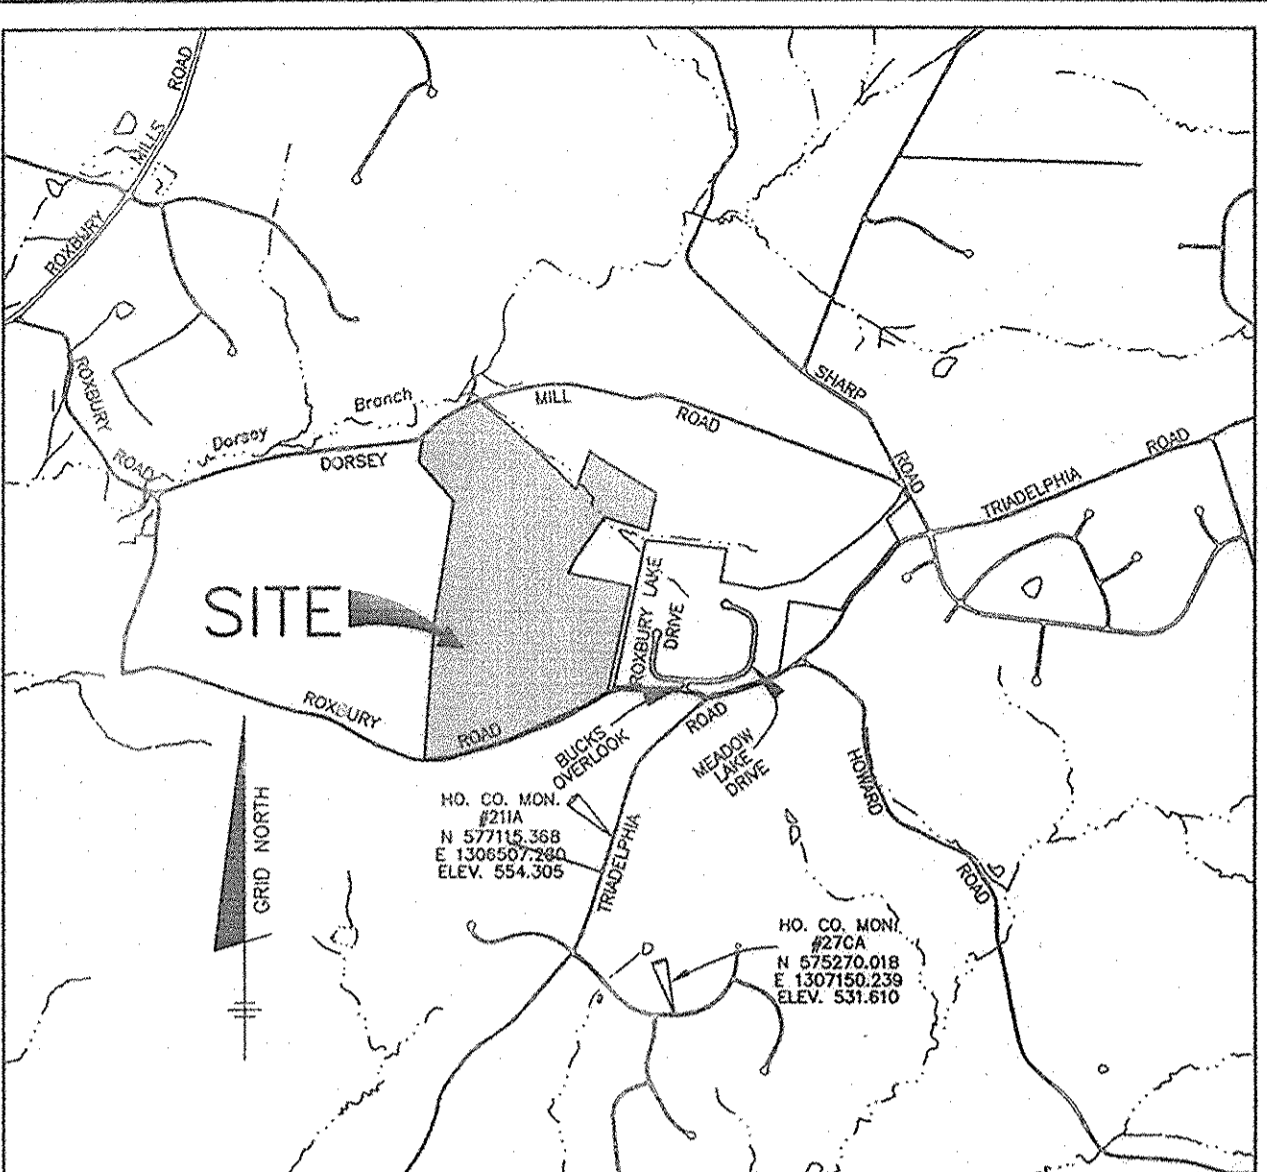 ROXBURY MILLS ROAD
ROXBURY ROAD
Dorsey Branch
DORSEY MILL ROAD
SHARP ROAD
TRIADELPHIA ROAD
SITE
ROXBURY LAKE
DRIVE
ROXBURY ROAD
BUCKS
OVERLOOK
ROAD
MEADOW
LAKE
DRIVE
HOWARD ROAD
TRIADELPHIA
GRID NORTH
HO. CO. MON.
#21IA
N 577115.368
E 1306507.280
ELEV. 554.305
HO. CO. MON.
#27CA
N 575270.018
E 1307150.239
ELEV. 531.610